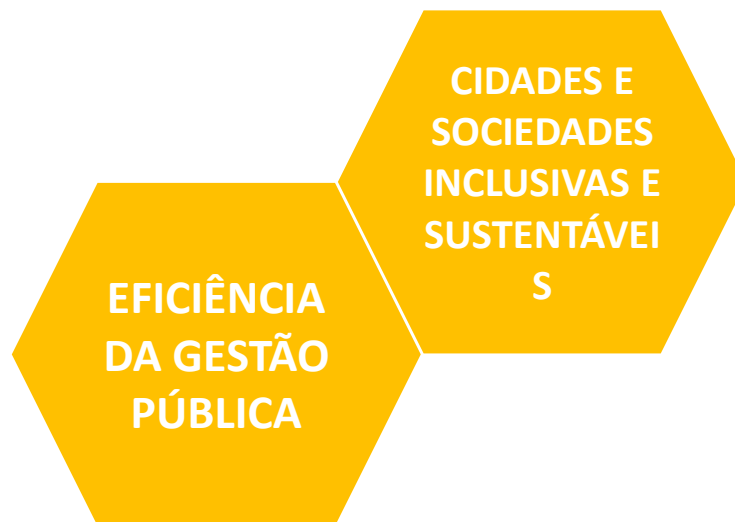 CIDADES E
SOCIEDADES
INCLUSIVAS E
SUSTENTÁVEI
S
EFICIÊNCIA
DA GESTÃO
PÚBLICA